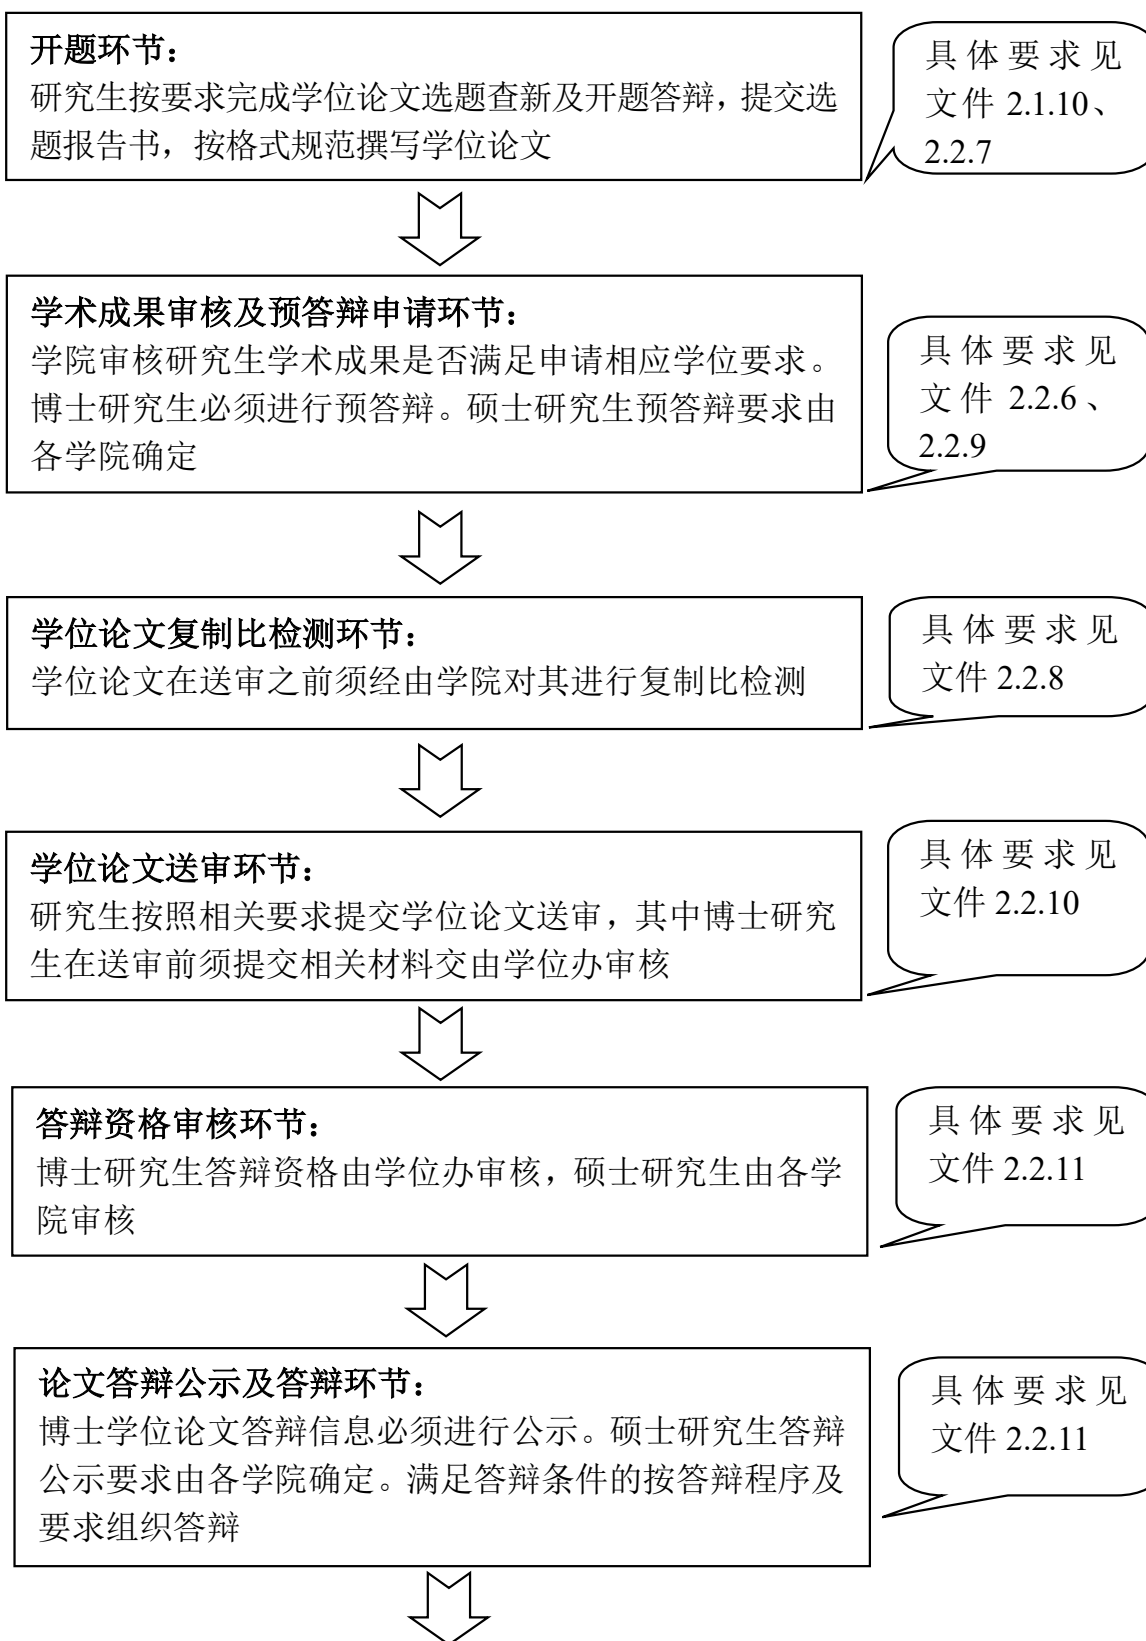 开题环节：
研究生按要求完成学位论文选题查新及开题答辩，提交选
题报告书，按格式规范撰写学位论文
具体要求见
文件 2.1.10、
2.2.7
学术成果审核及预答辩申请环节：
学院审核研究生学术成果是否满足申请相应学位要求。
博士研究生必须进行预答辩。硕士研究生预答辩要求由
各学院确定
具体要求见
文件 2.2.6、
2.2.9
学位论文复制比检测环节：
学位论文在送审之前须经由学院对其进行复制比检测
具体要求见
文件 2.2.8
学位论文送审环节：
研究生按照相关要求提交学位论文送审，其中博士研究
生在送审前须提交相关材料交由学位办审核
具体要求见
文件 2.2.10
答辩资格审核环节：
博士研究生答辩资格由学位办审核，硕士研究生由各学
院审核
具体要求见
文件 2.2.11
论文答辩公示及答辩环节：
博士学位论文答辩信息必须进行公示。硕士研究生答辩
公示要求由各学院确定。满足答辩条件的按答辩程序及
要求组织答辩
具体要求见
文件 2.2.11